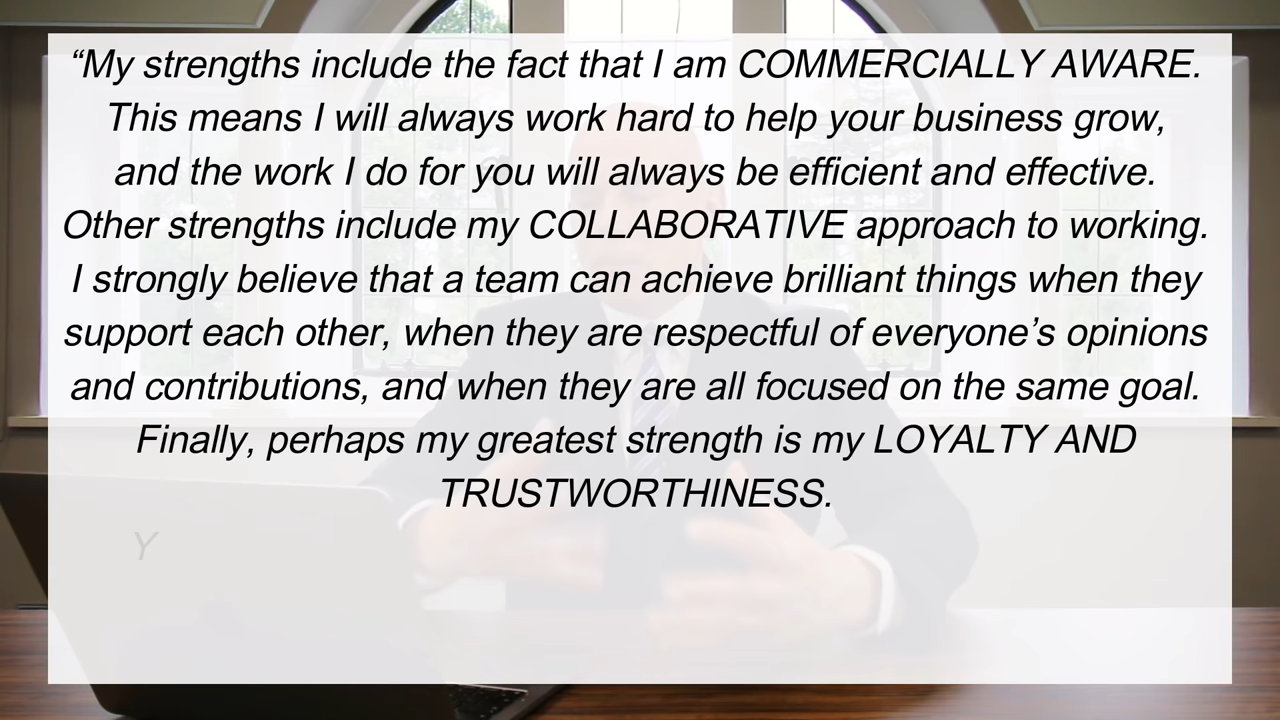 “My strengths include the fact that I am COMMERCIALLY AWARE.
This means I will always work hard to help your business grow,
and the work I do for you will always be efficient and effective.
Other strengths include my COLLABORATIVE approach to working.
I strongly believe that a team can achieve brilliant things when they
support each other, when they are respectful of everyone’s opinions
and contributions, and when they are all focused on the same goal.
Finally, perhaps my greatest strength is my LOYALTY AND
TRUSTWORTHINESS.
Y